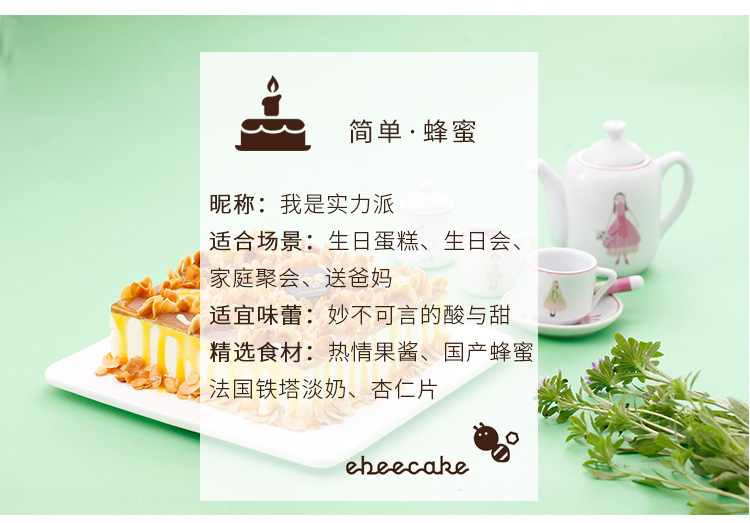 简单·蜂蜜
昵称：我是实力派
适合场景：生日蛋糕、生日会、
家庭聚会、送爸妈
适宜味蕾：妙不可言的酸与甜
精选食材：热情果酱、国产蜂蜜
法国铁塔淡奶、杏仁片
ebeecake